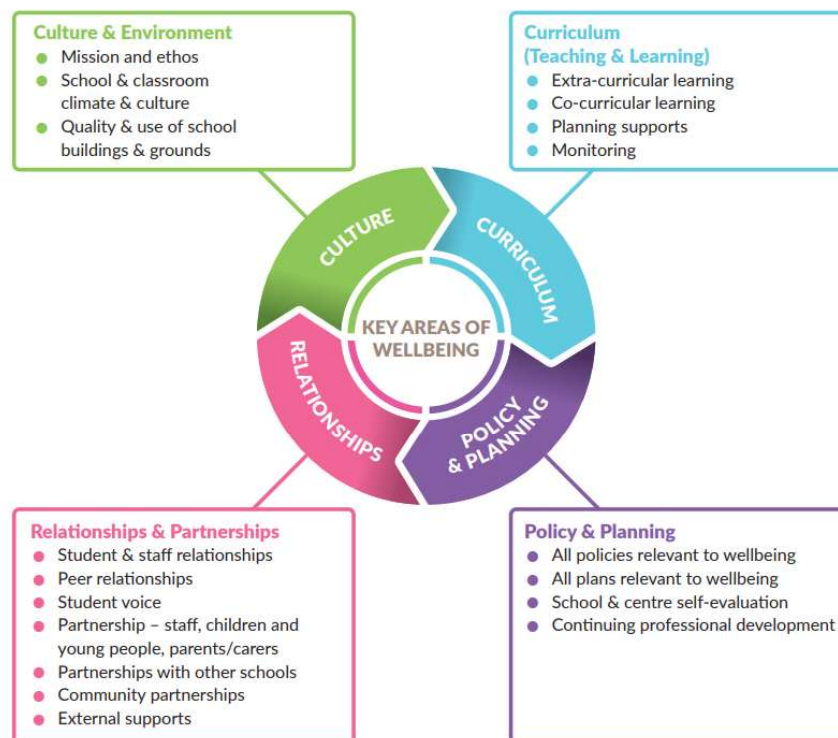 Culture & Environment
Mission and ethos
School & classroom
climate & culture
Quality & use of school
buildings & grounds
Curriculum
(Teaching & Learning)
Extra-curricular learning
Co-curricular learning
Planning supports
Monitoring
CULTURE
CURRICULUM
KEY AREAS OF
WELLBEING
RELATIONSHIPS
POLICY
& PLANNING
Relationships & Partnerships
Student & staff relationships
Peer relationships
Student voice
Partnership – staff, children and
young people, parents/carers
Partnerships with other schools
Community partnerships
External supports
Policy & Planning
All policies relevant to wellbeing
All plans relevant to wellbeing
School & centre self-evaluation
Continuing professional development